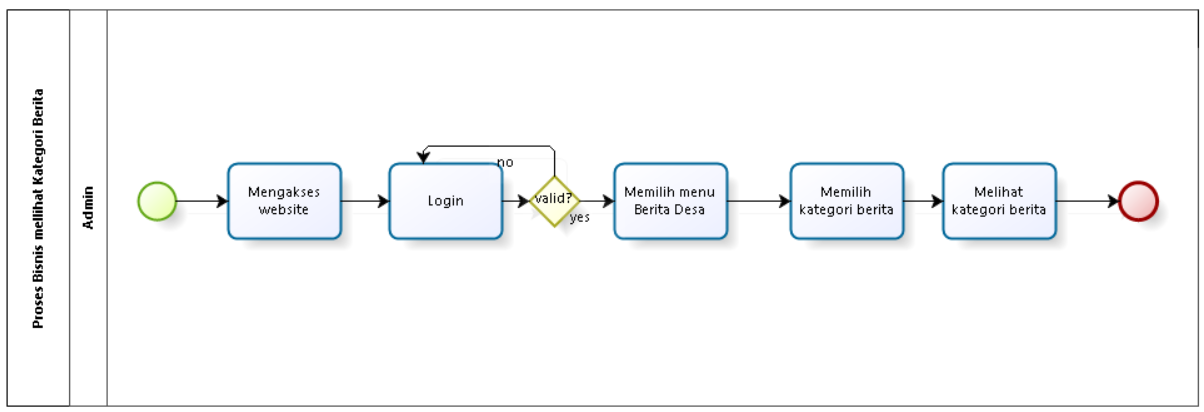 Proses Bisnis mellihat Kategori Berita
Admin
Mengakses
website
Login
no
valid?
yes
Memilih menu
Berita Desa
Memilih
kategori berita
Melihat
kategori berita